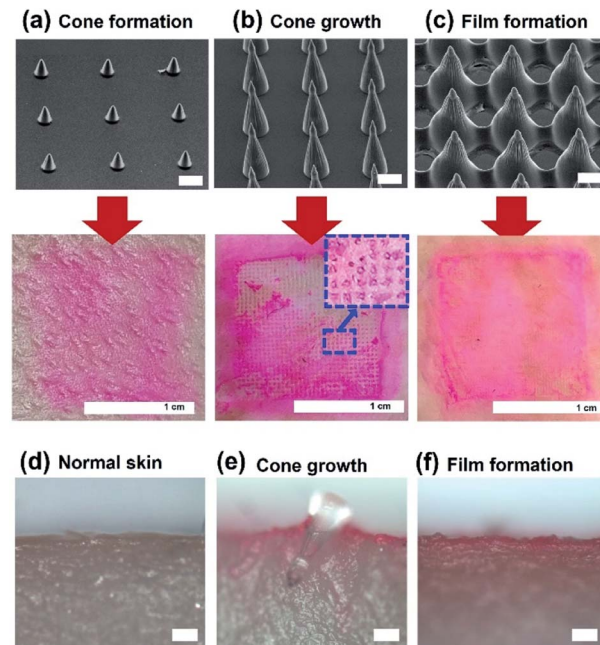 (a) Cone formation
(b) Cone growth
(c) Film formation
1 cm
1 cm
1 cm
(d) Normal skin
(e) Cone growth
(f) Film formation